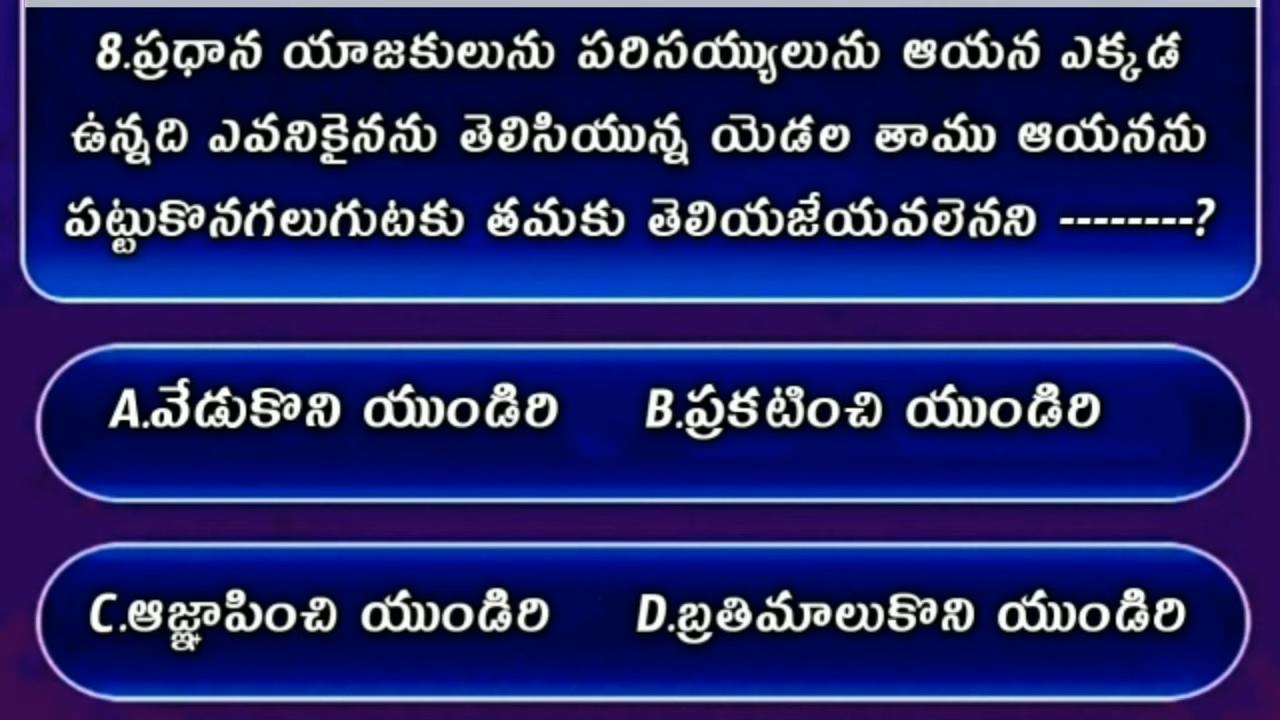 8.ప్రధాన యాజకులును పరిసయ్యులును ఆయన ఎక్కడ
ఉన్నది ఎవనికైనను తెలిసియున్న యెడల తాము ఆయనను
పట్టుకొనగలుగుటకు తమకు తెలియజేయవలెనని --------?
A.వేడుకొని యుండిరి B.ప్రకటించి యుండిరి
C.ఆజ్ఞాపించి యుండిరి D.బ్రతిమాలుకొని యుండిరి